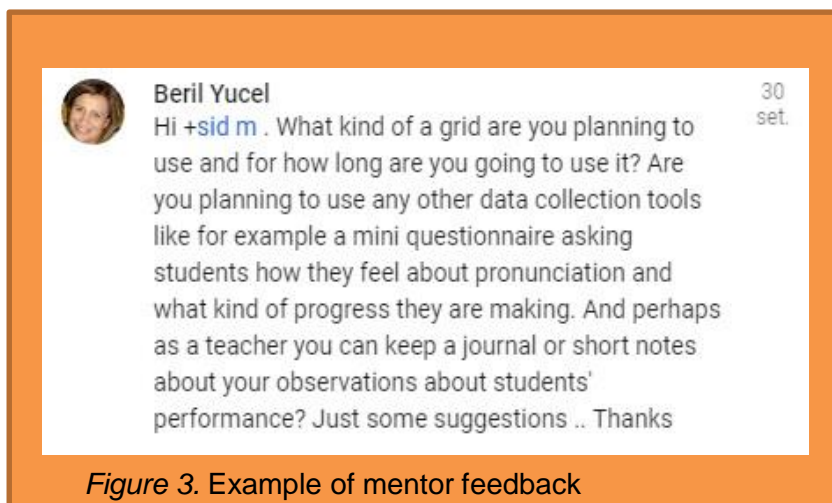 Beril Yucel
30
set.
Hi +sid m . What kind of a grid are you planning to
use and for how long are you going to use it? Are
you planning to use any other data collection tools
like for example a mini questionnaire asking
students how they feel about pronunciation and
what kind of progress they are making. And perhaps
as a teacher you can keep a journal or short notes
about your observations about students'
performance? Just some suggestions .. Thanks
Figure 3. Example of mentor feedback